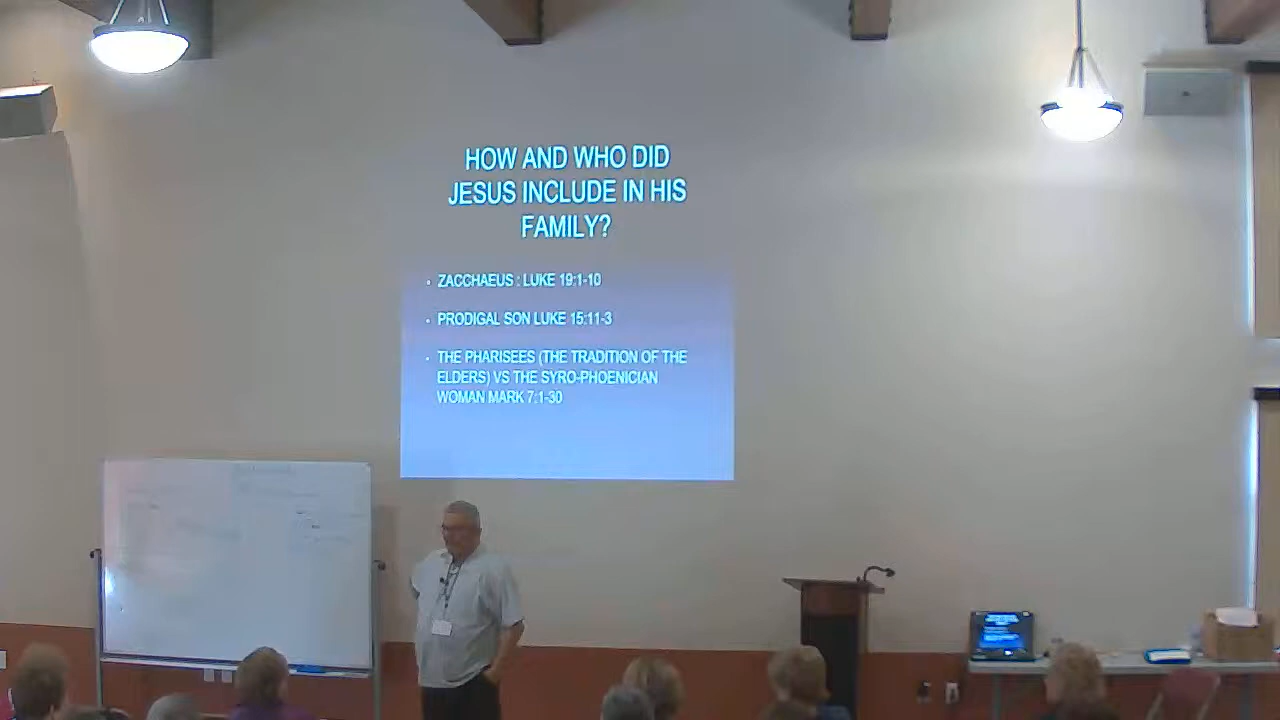 HOW AND WHO DID
JESUS INCLUDE IN HIS
FAMILY?
• ZACCHAEUS : LUKE 19:1-10
• PRODIGAL SON LUKE 15:11-3
• THE PHARISEES (THE TRADITION OF THE
ELDERS) VS THE SYRO-PHOENICIAN
WOMAN MARK 7:1-30